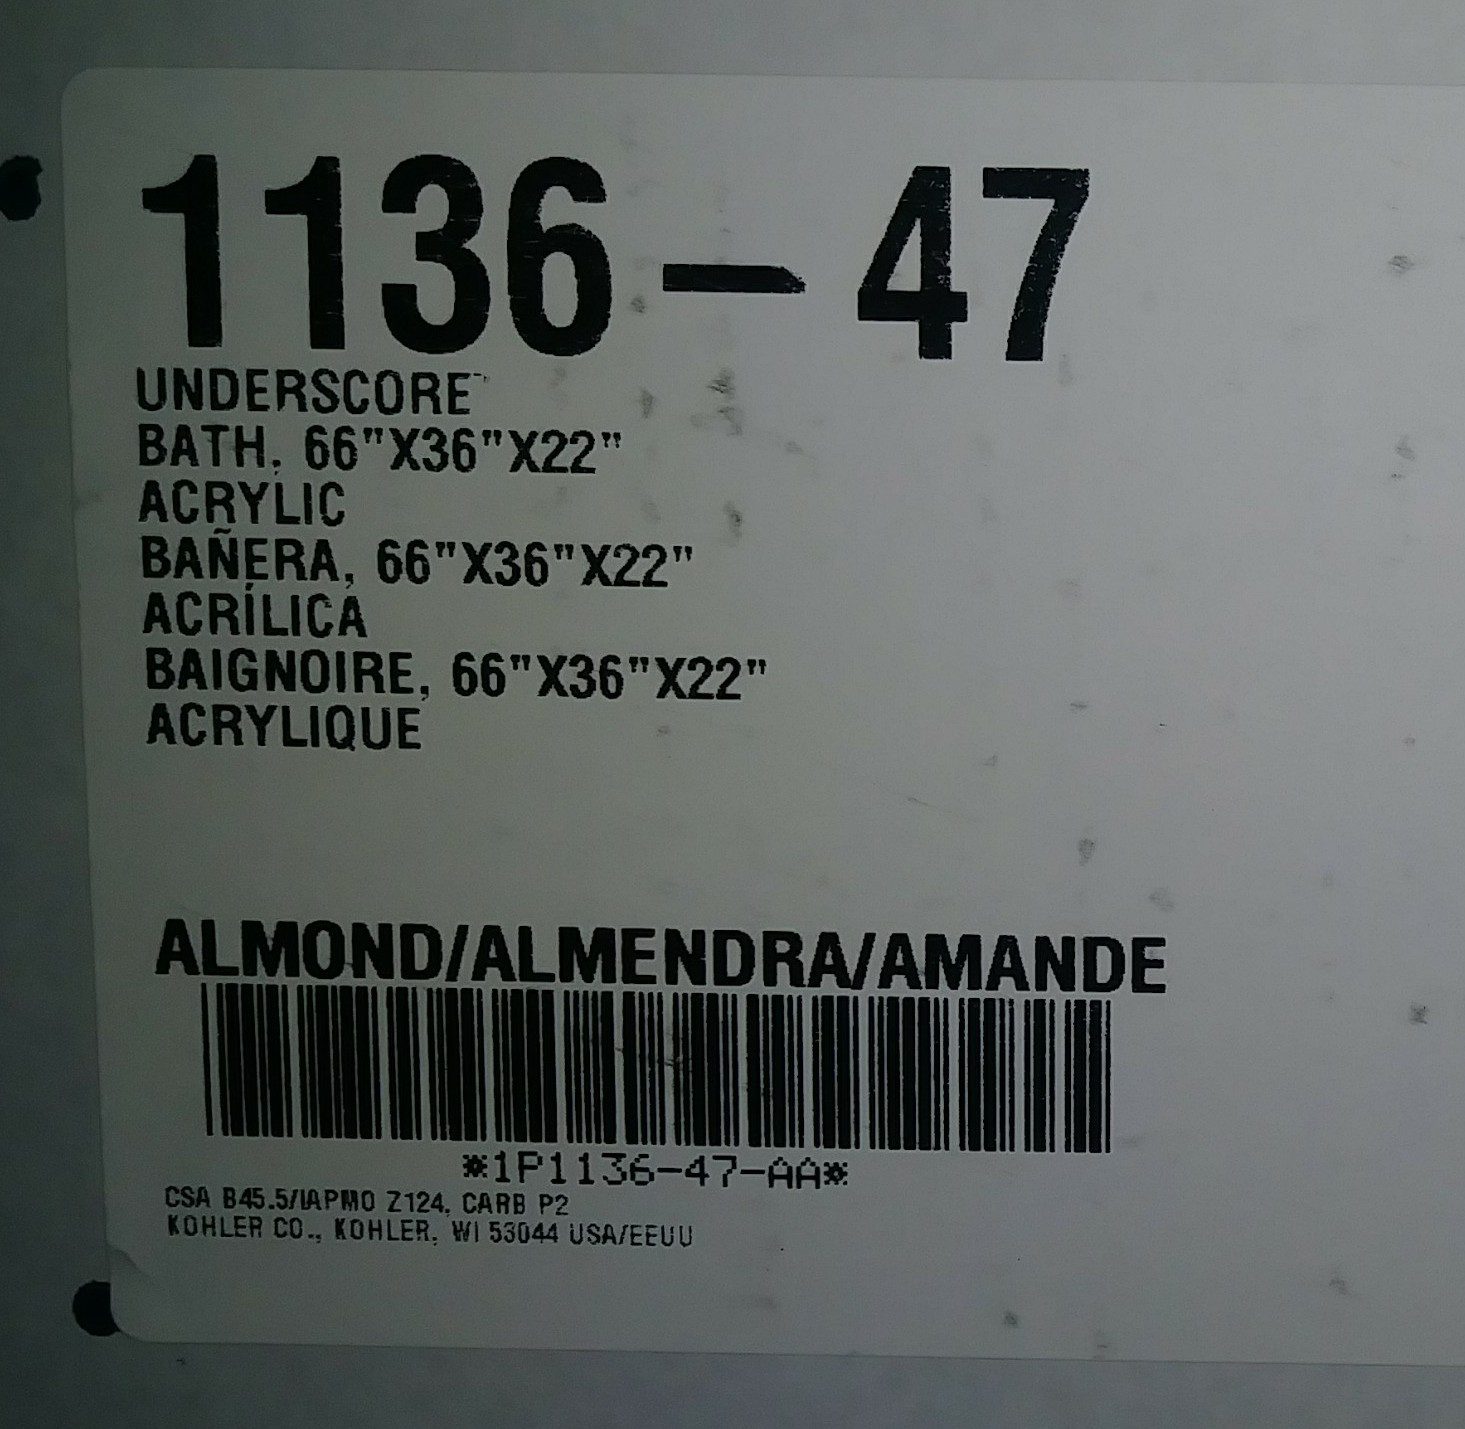 1136-47
UNDERSCORE™
BATH, 66"X36"X22"
ACRYLIC
BAÑERA, 66"X36"X22"
ACRÍLICA
BAIGNOIRE, 66"X36"X22"
ACRYLIQUE
ALMOND/ALMENDRA/AMANDE
*1P1136-47-AA*
CSA B45.5/IAPMO Z124, CARB P2
KOHLER CO., KOHLER, WI 53044 USA/EEUU